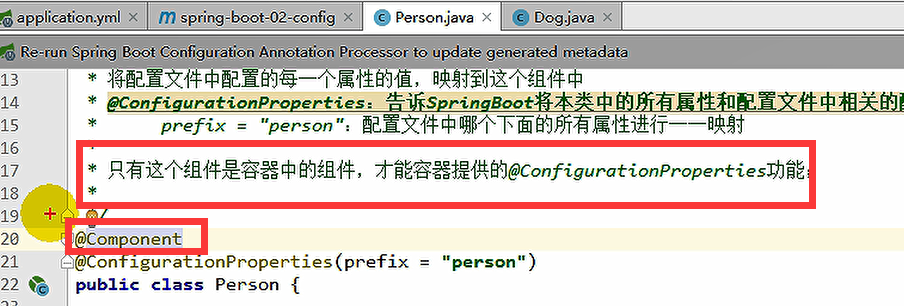 application.yml × spring-boot-02-config × Person.java × Dog.java ×
Re-run Spring Boot Configuration Annotation Processor to update generated metadata
13 * 将配置文件中配置的每一个属性的值，映射到这个组件中
14 * @ConfigurationProperties：告诉SpringBoot将本类中的所有属性和配置文件中相关的配
15 * prefix = "person"：配置文件中哪个下面的所有属性进行一一映射
16 *
17 * 只有这个组件是容器中的组件，才能容器提供的@ConfigurationProperties功能；
18 *
19 */
20 @Component
21 @ConfigurationProperties(prefix = "person")
22 public class Person {